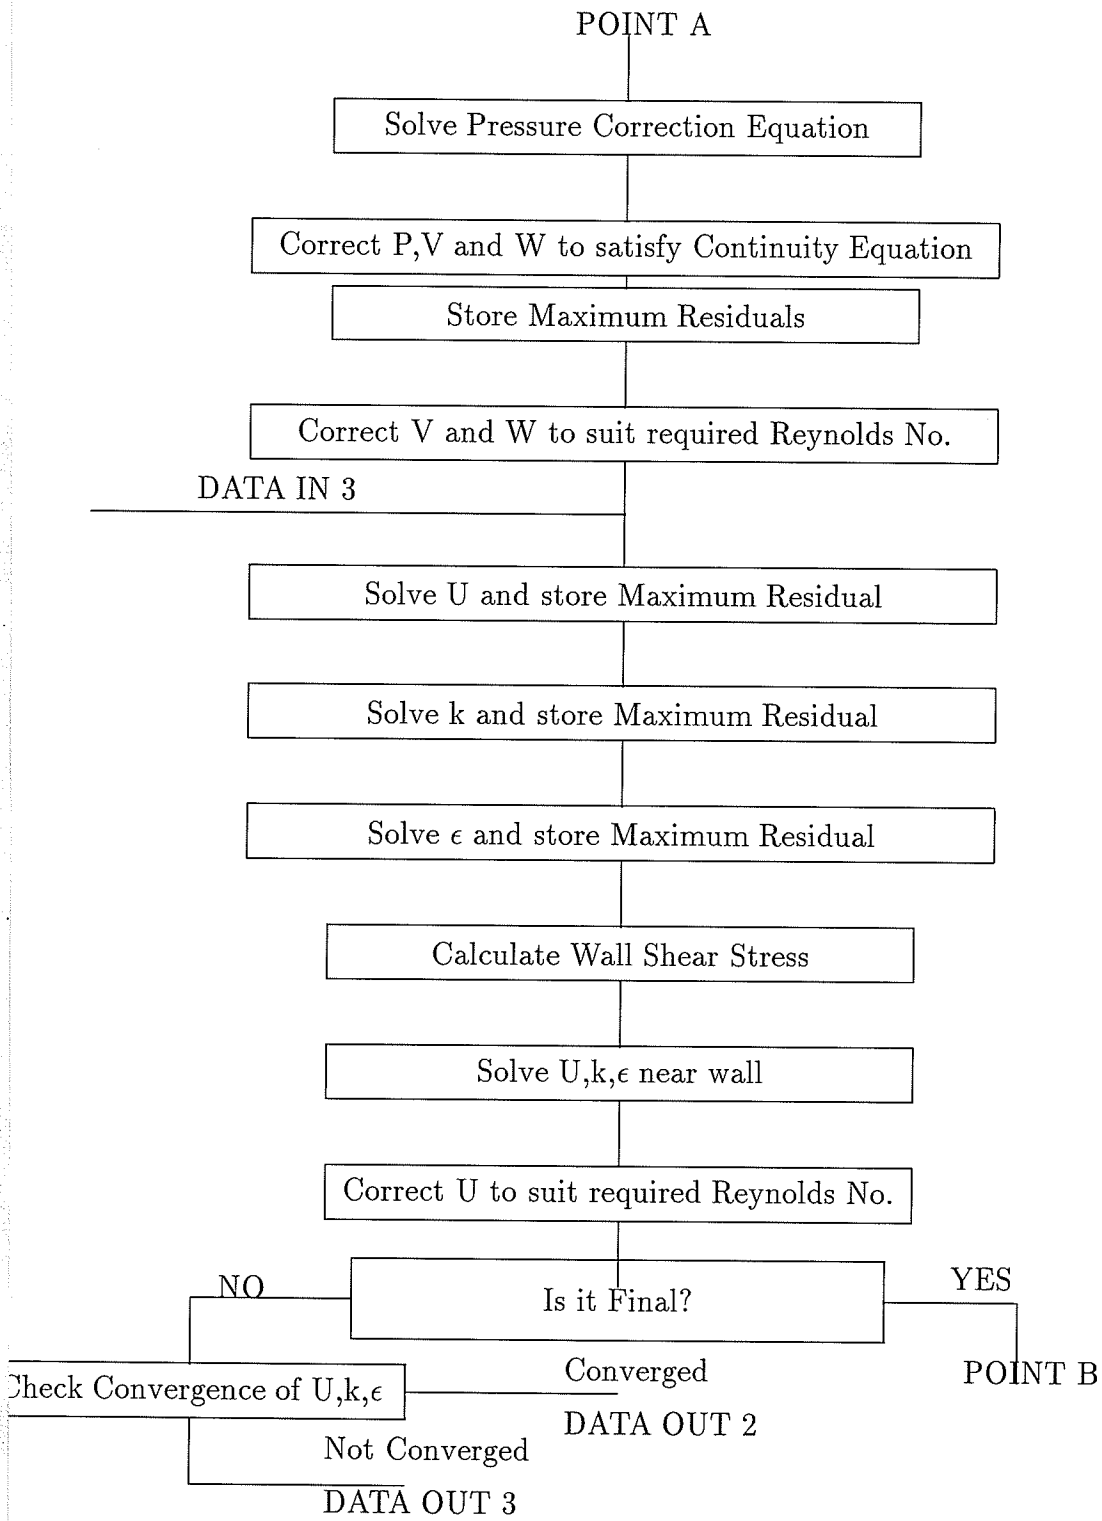 POINT A
Solve Pressure Correction Equation
Correct P,V and W to satisfy Continuity Equation
Store Maximum Residuals
Correct V and W to suit required Reynolds No.
DATA IN 3
Solve U and store Maximum Residual
Solve k and store Maximum Residual
Solve ϵ and store Maximum Residual
Calculate Wall Shear Stress
Solve U,k,ϵ near wall
Correct U to suit required Reynolds No.
NO
YES
Is it Final?
Converged
POINT B
Check Convergence of U,k,ϵ
DATA OUT 2
Not Converged
DATA OUT 3